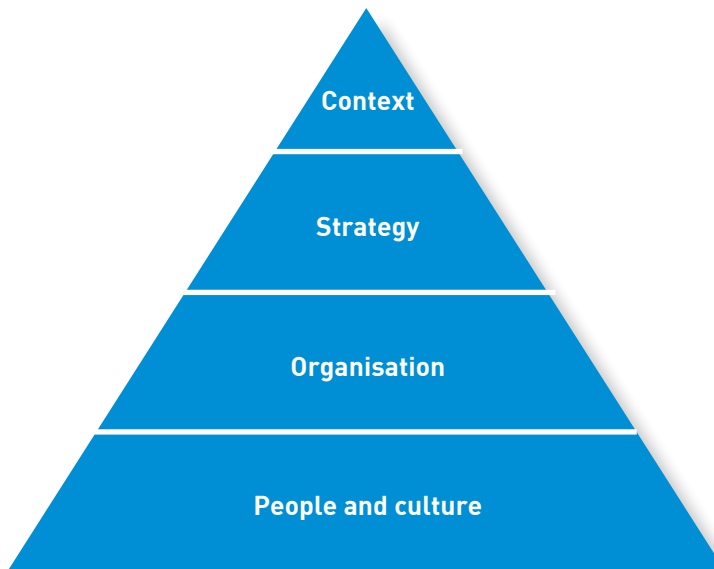 Context
Strategy
Organisation
People and culture